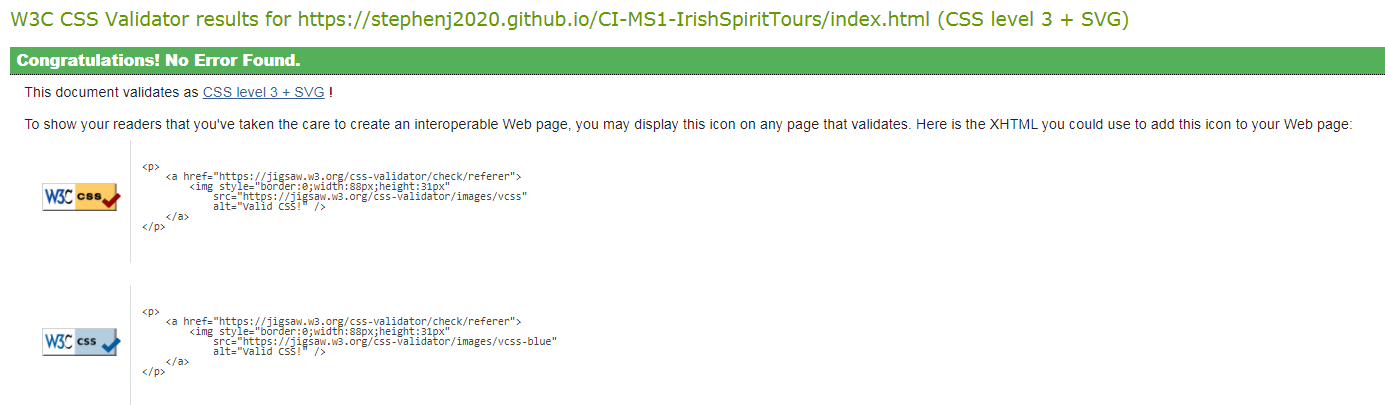 W3C CSS Validator results for https://stephenj2020.github.io/CI-MS1-IrishSpiritTours/index.html (CSS level 3 + SVG)
Congratulations! No Error Found.
This document validates as CSS level 3 + SVG !
To show your readers that you've taken the care to create an interoperable Web page, you may display this icon on any page that validates. Here is the XHTML you could use to add this icon to your Web page:
W3C css
<p>
<a href="https://jigsaw.w3.org/css-validator/check/referer">
<img style="border:0;width:88px;height:31px"
src="https://jigsaw.w3.org/css-validator/images/vcss"
alt="Valid CSS!" />
</a>
</p>
W3C css
<p>
<a href="https://jigsaw.w3.org/css-validator/check/referer">
<img style="border:0;width:88px;height:31px"
src="https://jigsaw.w3.org/css-validator/images/vcss-blue"
alt="Valid CSS!" />
</a>
</p>